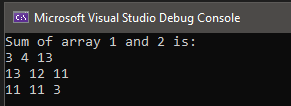 Microsoft Visual Studio Debug Console
Sum of array 1 and 2 is:
3 4 13
13 12 11
11 11 3